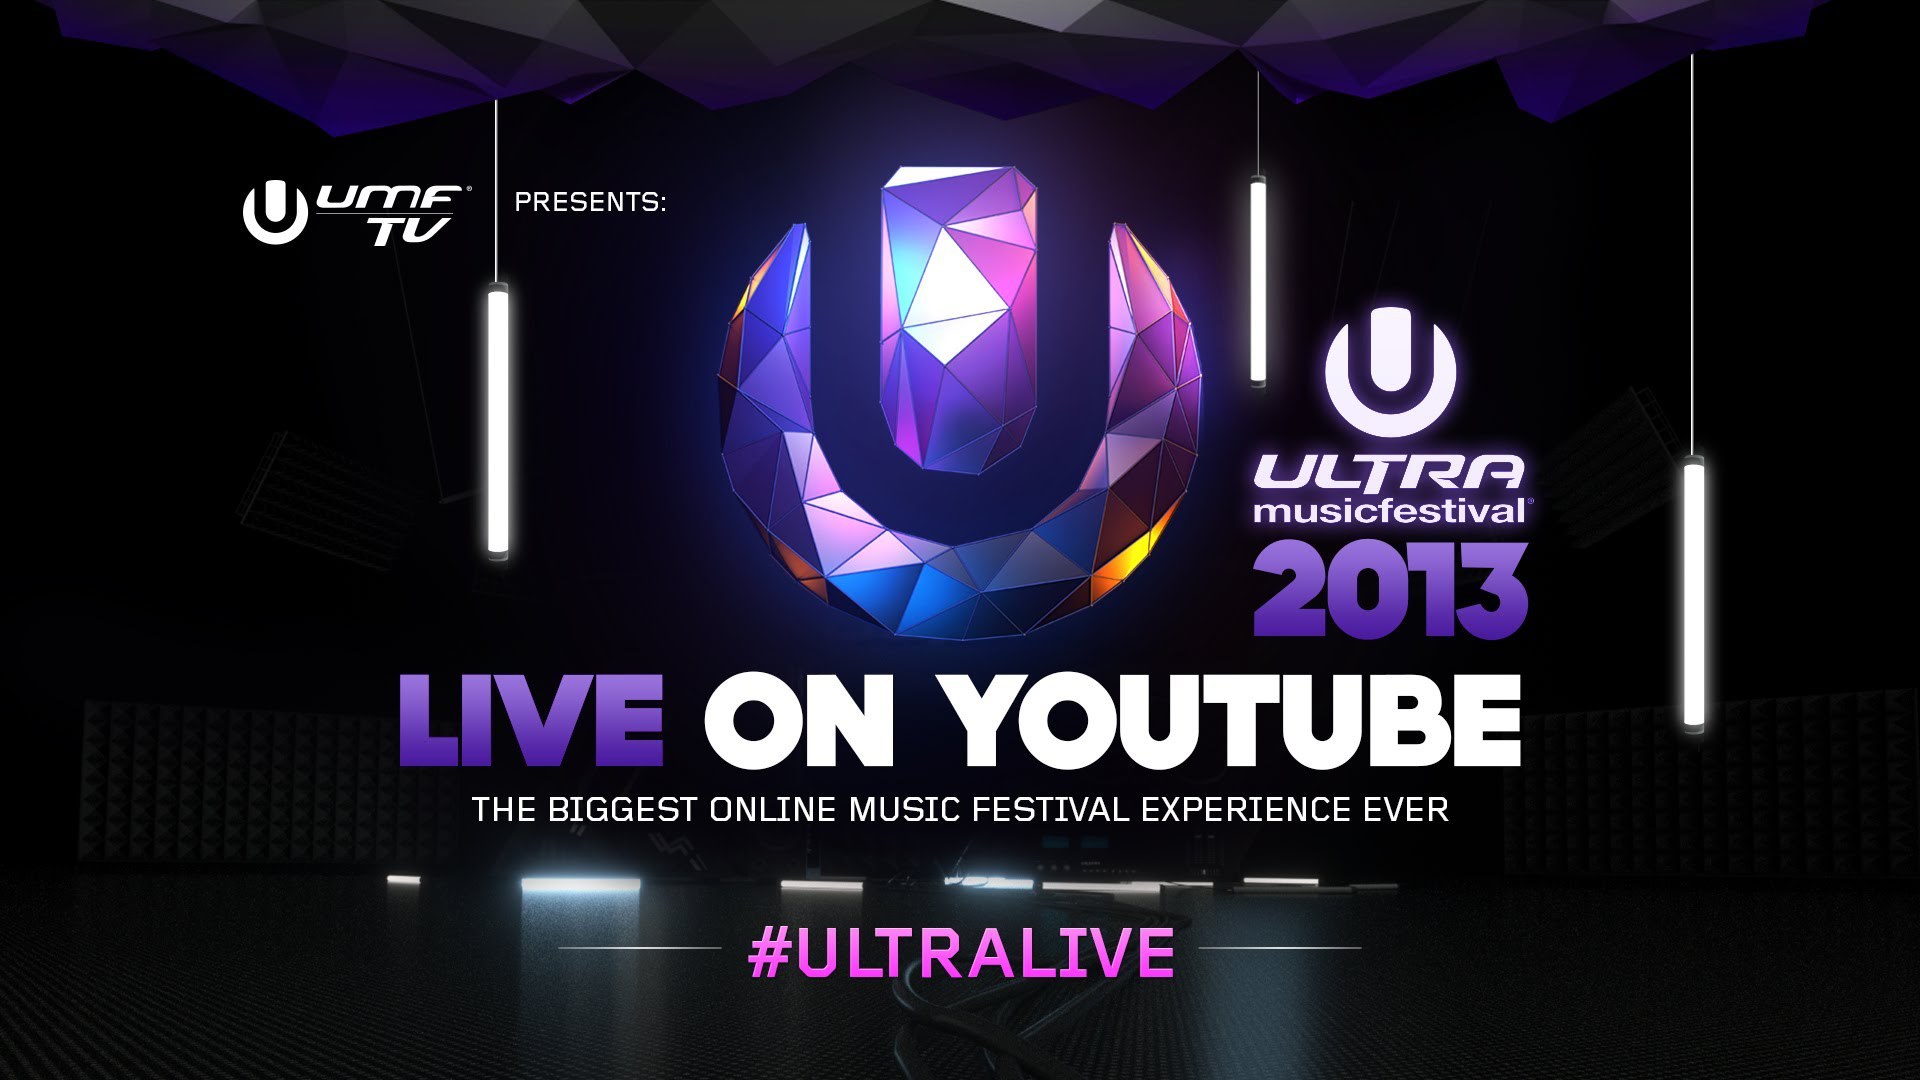 UMF
TV
PRESENTS:
ULTRA
musicfestival
2013
LIVE ON YOUTUBE
THE BIGGEST ONLINE MUSIC FESTIVAL EXPERIENCE EVER
#ULTRALIVE